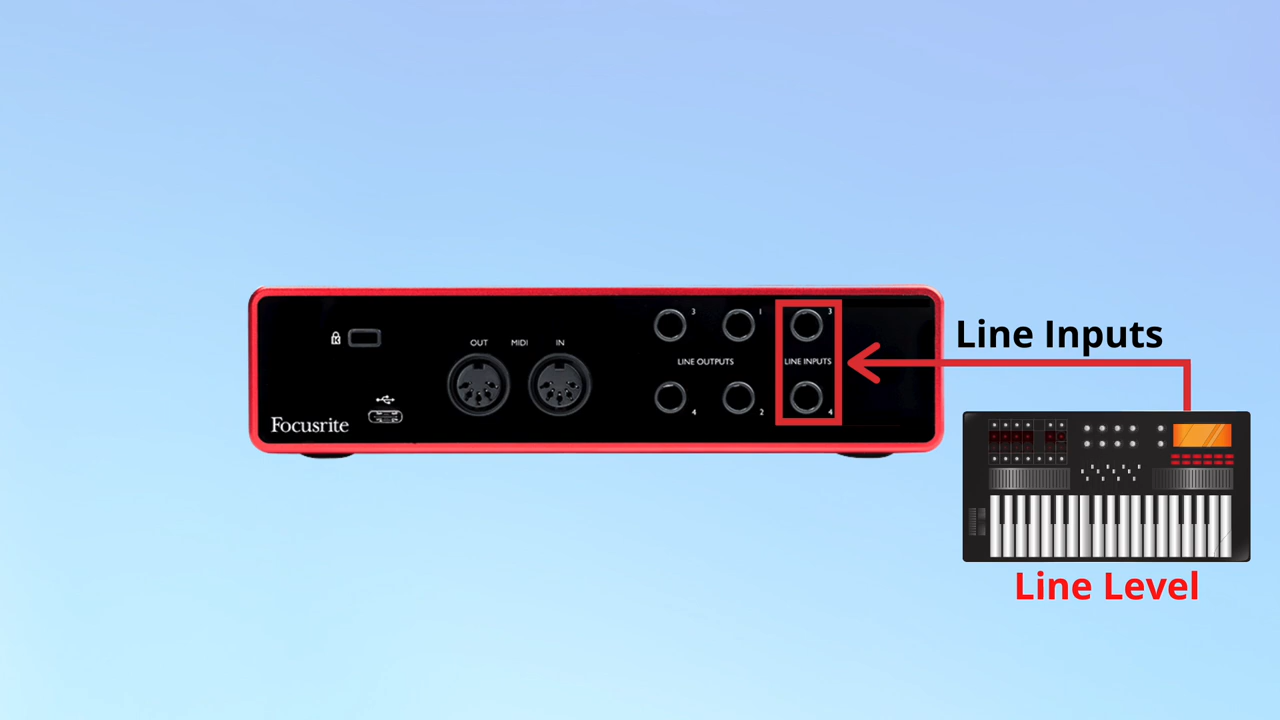 Line Inputs
3
1
3
OUT
MIDI
IN
LINE OUTPUTS
LINE INPUTS
4
2
4
Focusrite
Line Level